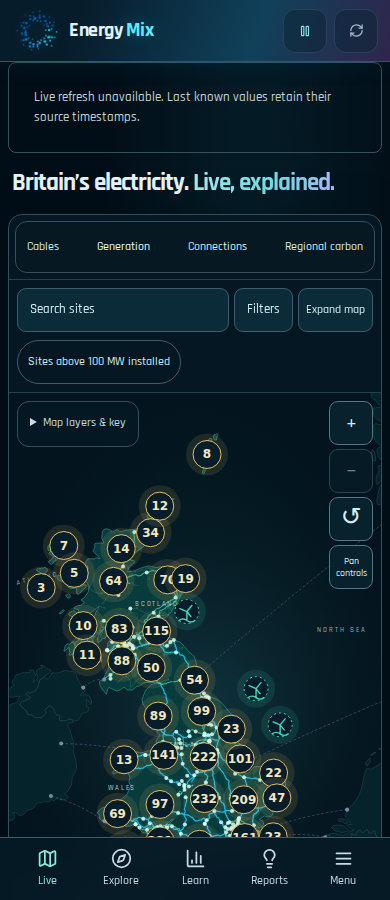 Energy Mix
Live refresh unavailable. Last known values retain their
source timestamps.
Britain's electricity. Live, explained.
Cables Generation Connections Regional carbon
Search sites Filters Expand map
Sites above 100 MW installed
▶ Map layers & key
+
−
↺
Pan
controls
8
12
34
7
14
5
64
19
3
SCOTLAND
10
83
115
NORTH SEA
11
88
50
54
89
99
23
13
141
222
101
22
WALES
97
232
209
47
69
Live Explore Learn Reports Menu